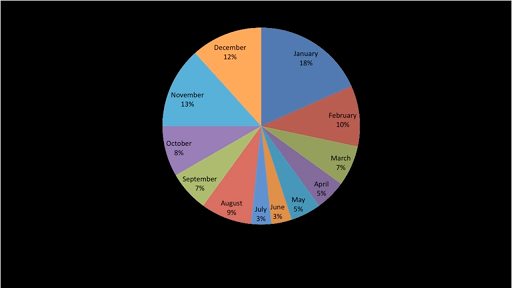 January
18%
February
10%
March
7%
April
5%
May
5%
June
3%
July
3%
August
9%
September
7%
October
8%
November
13%
December
12%